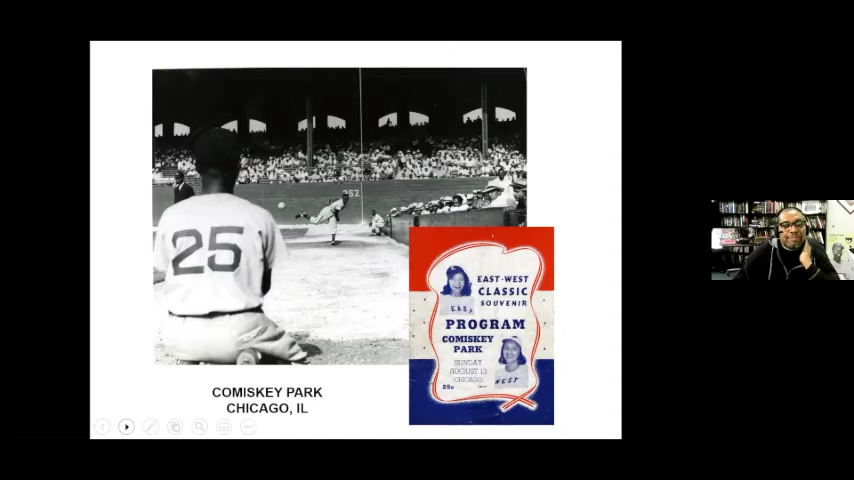 25
352
EAST-WEST
CLASSIC
SOUVENIR
EAST
PROGRAM
COMISKEY
PARK
SUNDAY
AUGUST 13
CHICAGO
25¢
WEST
COMISKEY PARK
CHICAGO, IL